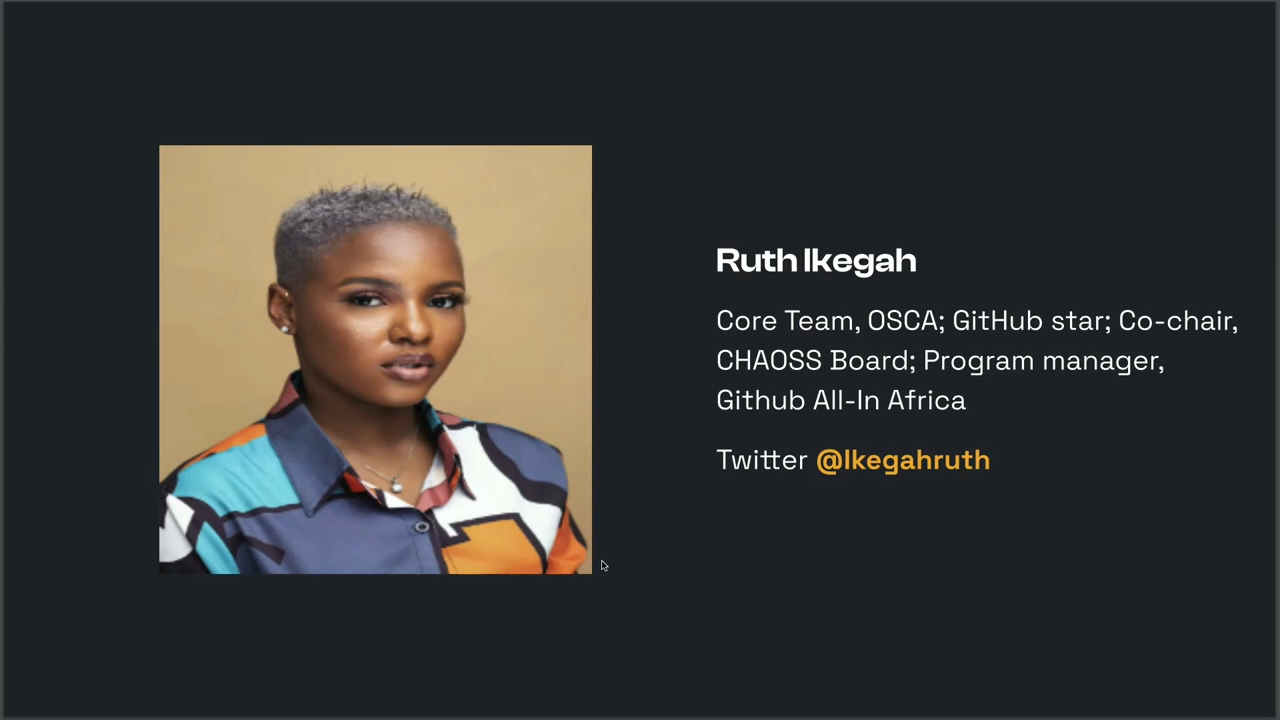 Ruth Ikegah
Core Team, OSCA; GitHub star; Co-chair,
CHAOSS Board; Program manager,
Github All-In Africa
Twitter @Ikegahruth